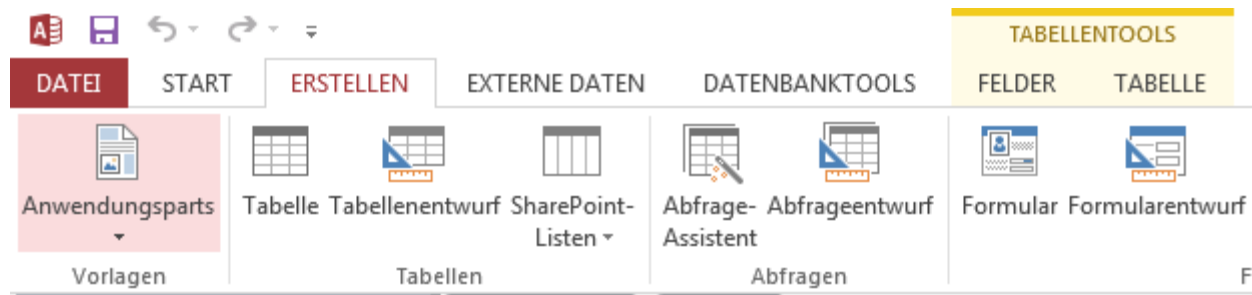 TABELLENTOOLS
DATEI START ERSTELLEN EXTERNE DATEN DATENBANKTOOLS FELDER TABELLE
Anwendungsparts Tabelle Tabellenentwurf SharePoint- Abfrage- Abfrageentwurf Formular Formularentwurf
Listen Assistent
Vorlagen Tabellen Abfragen F